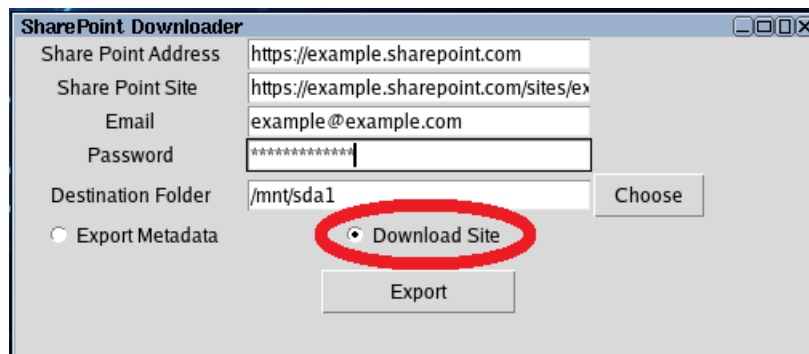 SharePoint Downloader
Share Point Address https://example.sharepoint.com
Share Point Site https://example.sharepoint.com/sites/ex
Email example@example.com
Password *************
Destination Folder /mnt/sda1 Choose
Export Metadata Download Site
Export